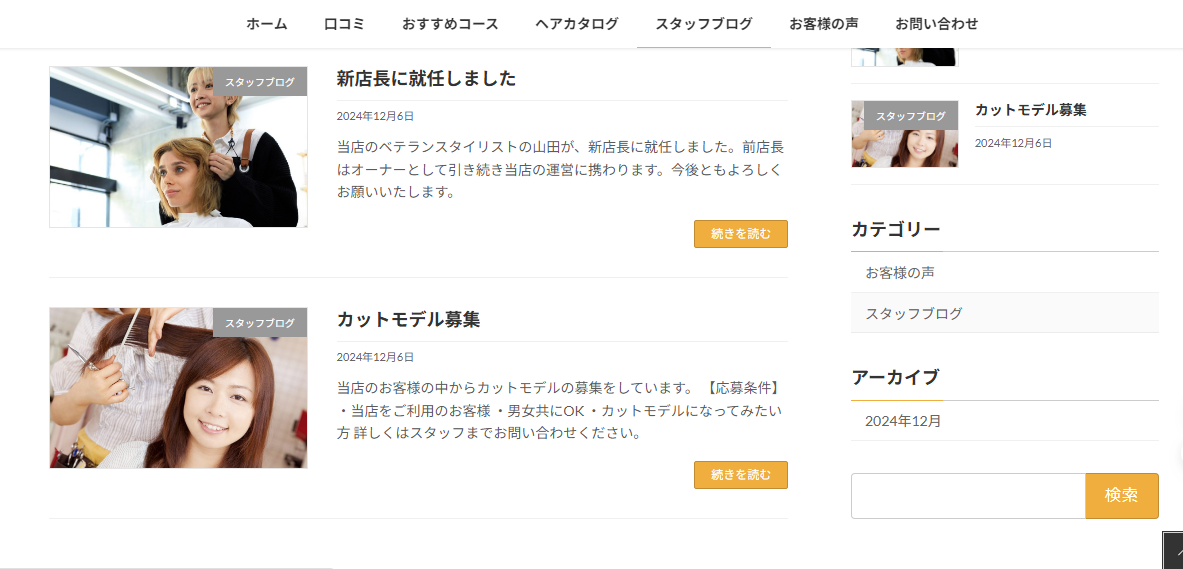 ホーム 口コミ おすすめコース ヘアカタログ スタッフブログ お客様の声 お問い合わせ
スタッフブログ
新店長に就任しました
2024年12月6日
当店のベテランスタイリストの山田が、新店長に就任しました。前店長
はオーナーとして引き続き当店の運営に携わります。今後ともよろしく
お願いいたします。
続きを読む
スタッフブログ
カットモデル募集
2024年12月6日
当店のお客様の中からカットモデルの募集をしています。 【応募条件】
・当店をご利用のお客様 ・男女共にOK ・カットモデルになってみたい
方 詳しくはスタッフまでお問い合わせください。
続きを読む
スタッフブログ
カットモデル募集
2024年12月6日
カテゴリー
お客様の声
スタッフブログ
アーカイブ
2024年12月
検索